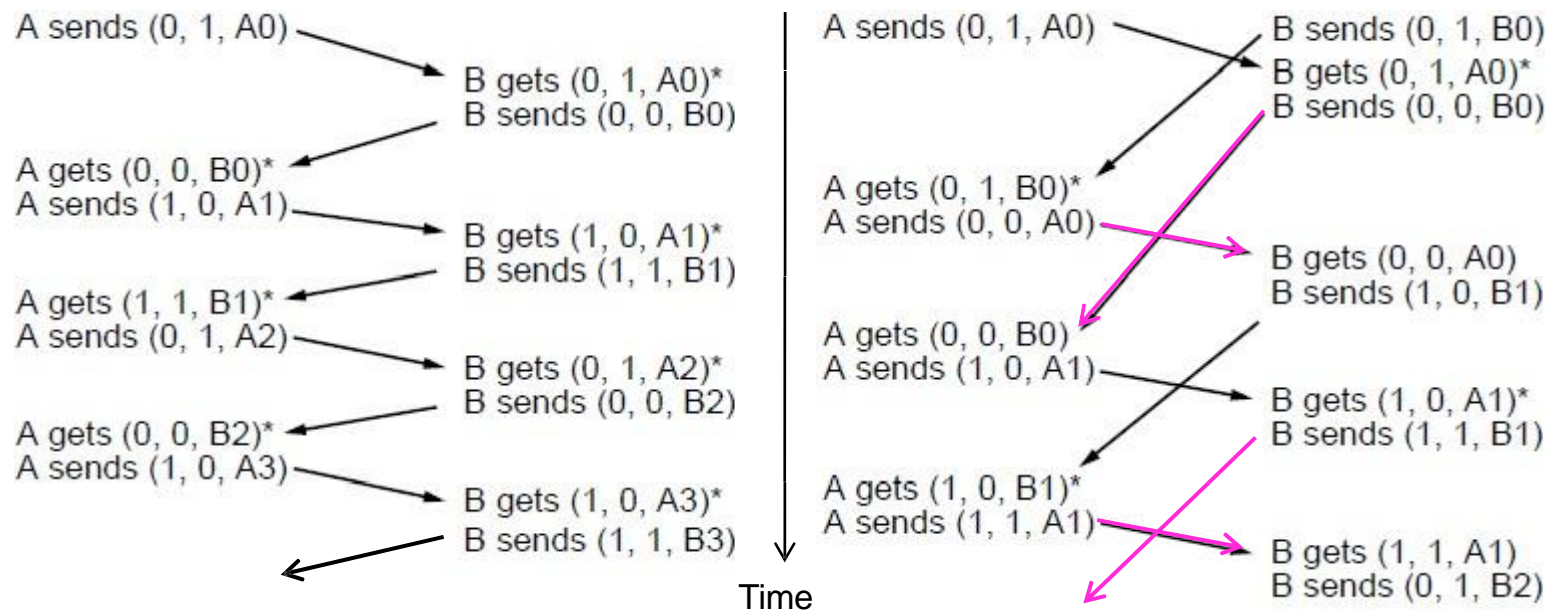 A sends (0, 1, A0)
B gets (0, 1, A0)*
B sends (0, 0, B0)
A gets (0, 0, B0)*
A sends (1, 0, A1)
B gets (1, 0, A1)*
B sends (1, 1, B1)
A gets (1, 1, B1)*
A sends (0, 1, A2)
B gets (0, 1, A2)*
B sends (0, 0, B2)
A gets (0, 0, B2)*
A sends (1, 0, A3)
B gets (1, 0, A3)*
B sends (1, 1, B3)
Time
A sends (0, 1, A0)
B sends (0, 1, B0)
B gets (0, 1, A0)*
B sends (0, 0, B0)
A gets (0, 1, B0)*
A sends (0, 0, A0)
B gets (0, 0, A0)
B sends (1, 0, B1)
A gets (0, 0, B0)
A sends (1, 0, A1)
B gets (1, 0, A1)*
B sends (1, 1, B1)
A gets (1, 0, B1)*
A sends (1, 1, A1)
B gets (1, 1, A1)
B sends (0, 1, B2)